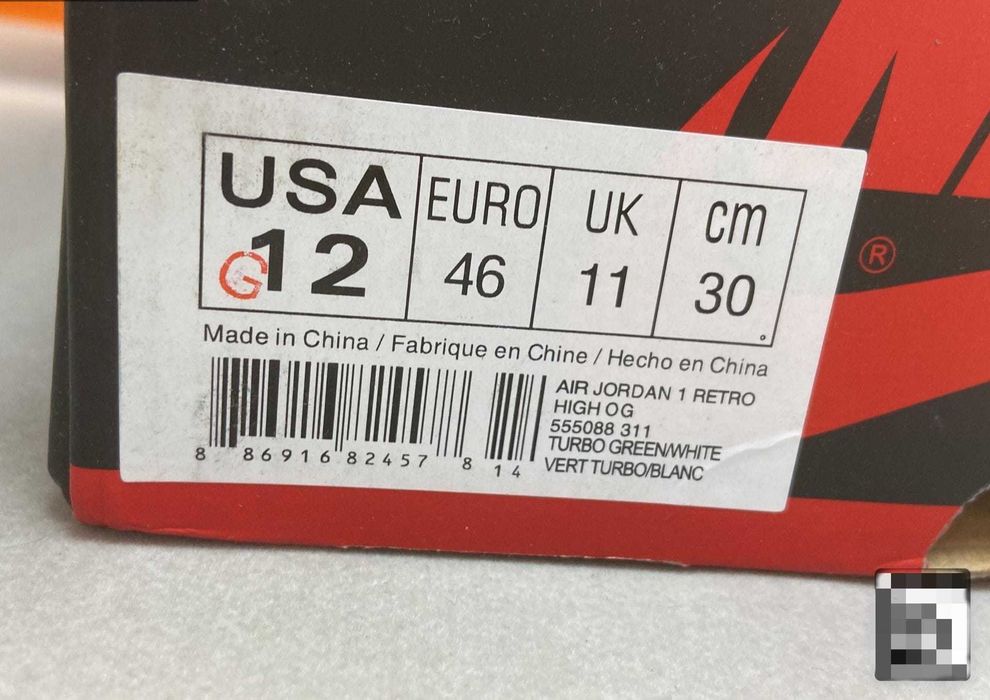 USA EURO UK cm
G 12 46 11 30
Made in China / Fabrique en Chine / Hecho en China
AIR JORDAN 1 RETRO
HIGH OG
555088 311
TURBO GREEN/WHITE
VERT TURBO/BLANC
8 86916 82457 8 14
®